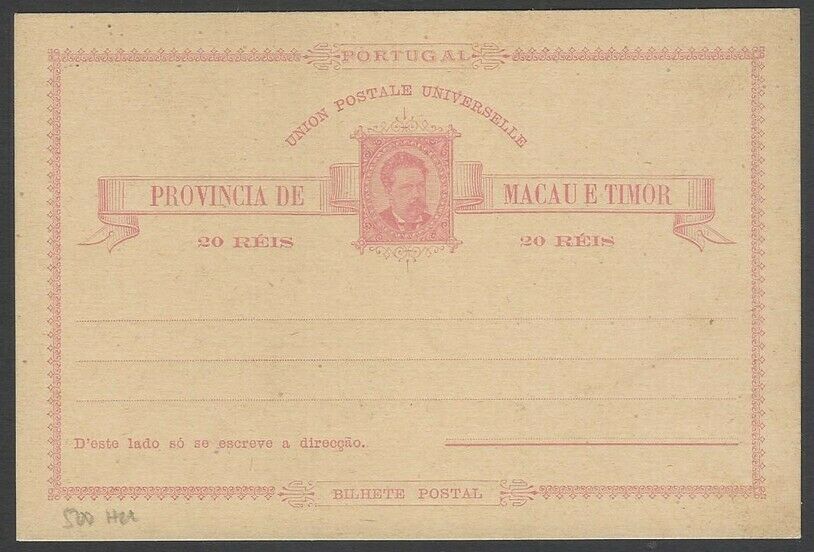 PORTUGAL
UNION POSTALE UNIVERSELLE
PROVINCIA DE MACAU E TIMOR
20 RÉIS 20 RÉIS
D'este lado só se escreve a direcção.
BILHETE POSTAL
500